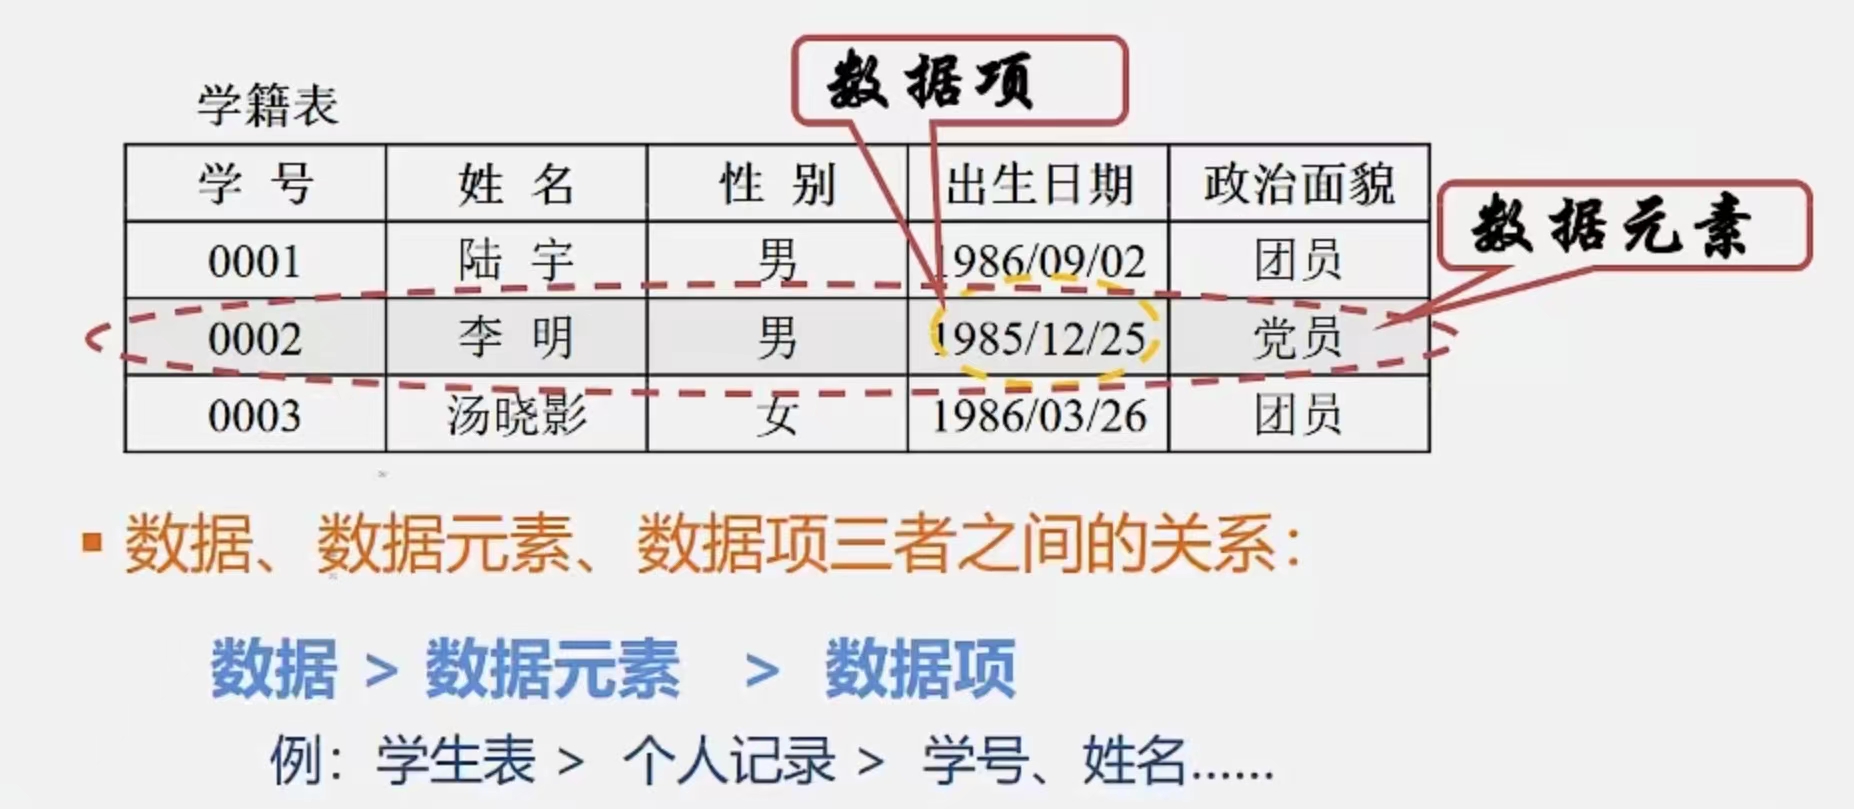 数据项
学籍表
学号 姓名 性别 出生日期 政治面貌
数据元素
0001 陆宇 男 1986/09/02 团员
0002 李明 男 1985/12/25 党员
0003 汤晓影 女 1986/03/26 团员
数据、数据元素、数据项三者之间的关系：
数据 > 数据元素 > 数据项
例：学生表 > 个人记录 > 学号、姓名……